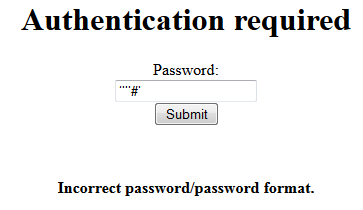 Authentication required
Password:
""#'
Submit
Incorrect password/password format.